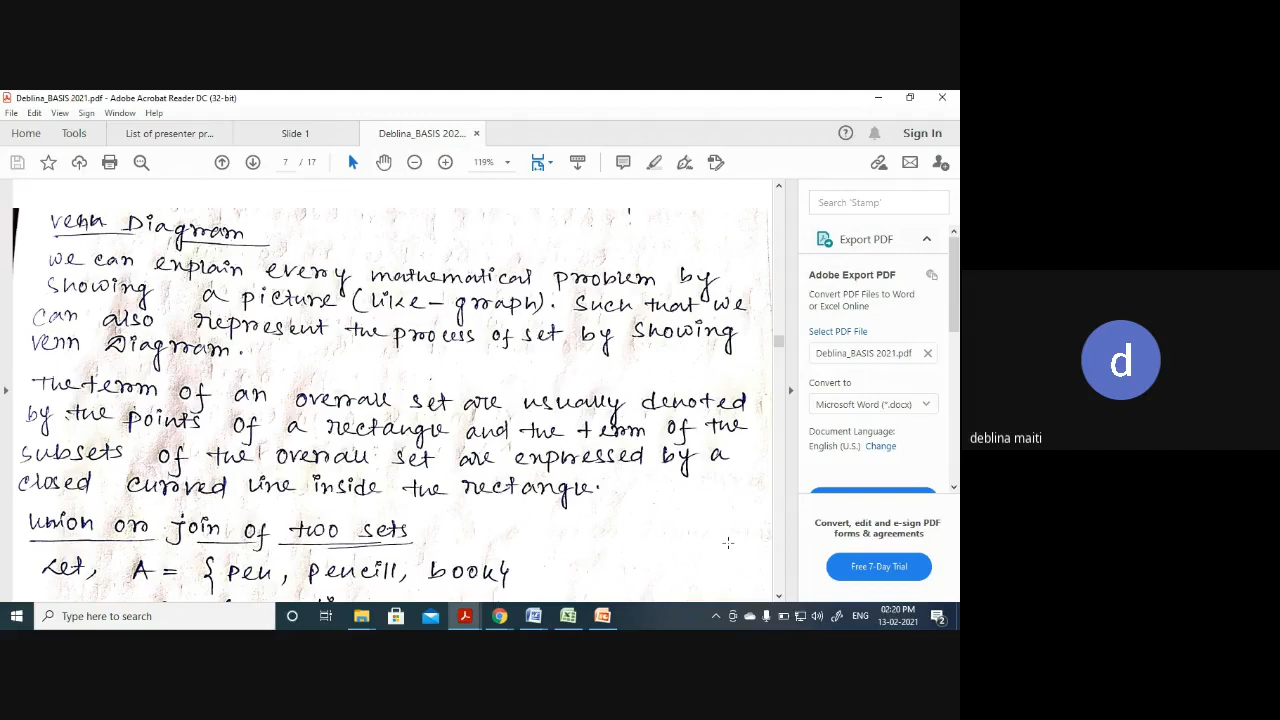 Deblina_BASIS 2021.pdf - Adobe Acrobat Reader DC (32-bit)
File Edit View Sign Window Help
Home Tools List of presenter pr... Slide 1 Deblina_BASIS 202... × Sign In
7 / 17 119%
Venn Diagram
we can explain every mathematical problem by
showing a picture (like - graph). Such that we
can also represent the process of set by showing
venn Diagram.
The term of an overall set are usually denoted
by the points of a rectangle and the term of the
subsets of the overall set are expressed by a
closed curved line inside the rectangle.
Union or join of two sets
Let, A = { pen, pencill, book}
Search 'Stamp'
Export PDF
Adobe Export PDF
Convert PDF Files to Word
or Excel Online
Select PDF File
Deblina_BASIS 2021.pdf ×
Convert to
Microsoft Word (*.docx)
Document Language:
English (U.S.) Change
Convert, edit and e-sign PDF
forms & agreements
Free 7-Day Trial
d
deblina maiti
Type here to search
ENG
02:20 PM
13-02-2021
2